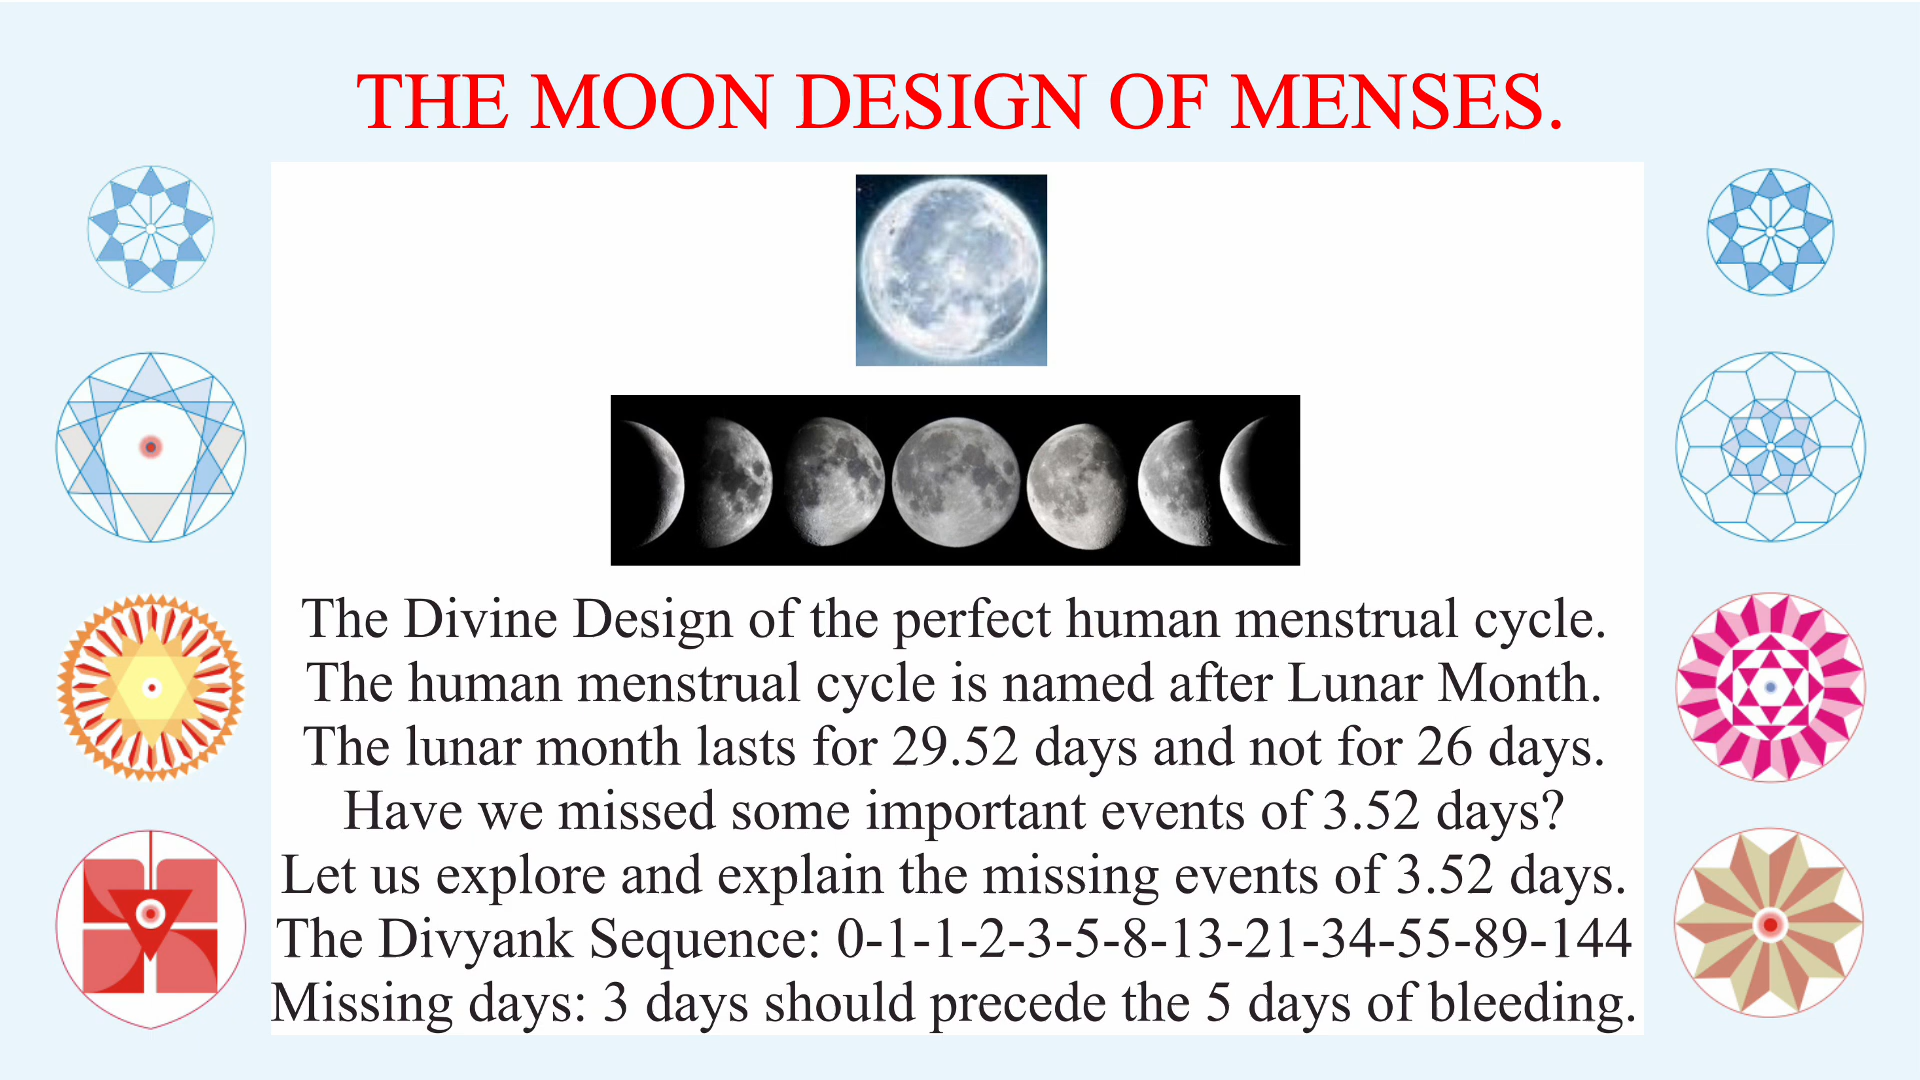 THE MOON DESIGN OF MENSES.
The Divine Design of the perfect human menstrual cycle.
The human menstrual cycle is named after Lunar Month.
The lunar month lasts for 29.52 days and not for 26 days.
Have we missed some important events of 3.52 days?
Let us explore and explain the missing events of 3.52 days.
The Divyank Sequence: 0-1-1-2-3-5-8-13-21-34-55-89-144
Missing days: 3 days should precede the 5 days of bleeding.